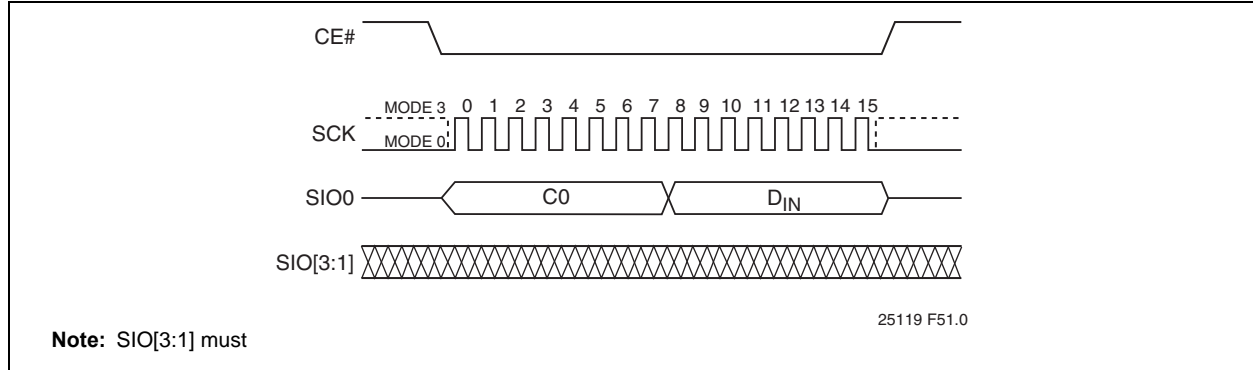 CE#
MODE 3 0 1 2 3 4 5 6 7 8 9 10 11 12 13 14 15
SCK
MODE 0
SIO0 C0 DIN
SIO[3:1]
25119 F51.0
Note: SIO[3:1] must